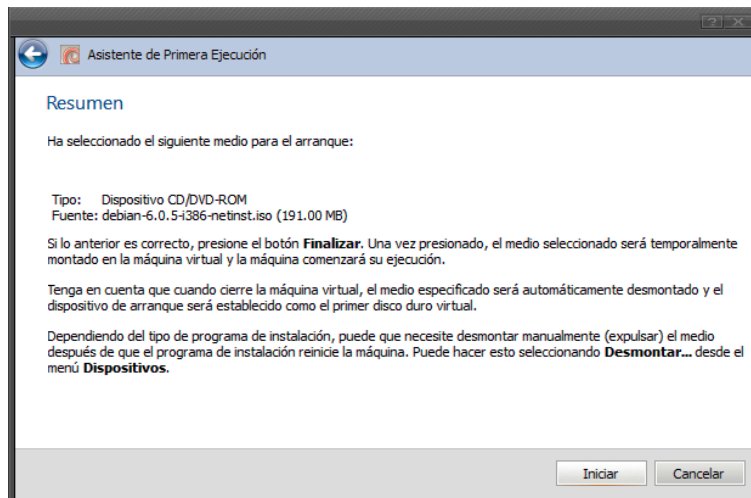 Asistente de Primera Ejecución
Resumen
Ha seleccionado el siguiente medio para el arranque:
Tipo: Dispositivo CD/DVD-ROM
Fuente: debian-6.0.5-i386-netinst.iso (191.00 MB)
Si lo anterior es correcto, presione el botón Finalizar. Una vez presionado, el medio seleccionado será temporalmente
montado en la máquina virtual y la máquina comenzará su ejecución.
Tenga en cuenta que cuando cierre la máquina virtual, el medio especificado será automáticamente desmontado y el
dispositivo de arranque será establecido como el primer disco duro virtual.
Dependiendo del tipo de programa de instalación, puede que necesite desmontar manualmente (expulsar) el medio
después de que el programa de instalación reinicie la máquina. Puede hacer esto seleccionando Desmontar... desde el
menú Dispositivos.
Iniciar Cancelar